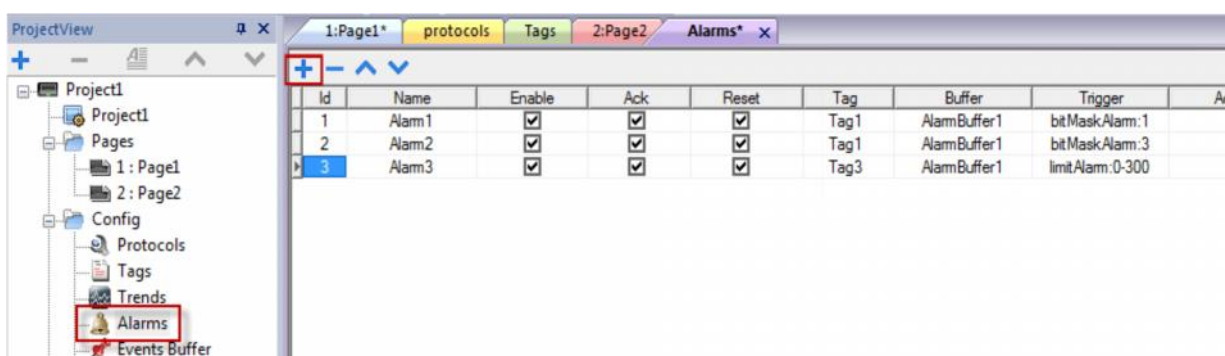 ProjectView
1:Page1* protocols Tags 2:Page2 Alarms* x
Project1
Project1
Pages
1 : Page1
2 : Page2
Config
Protocols
Tags
Trends
Alarms
Events Buffer
Id Name Enable Ack Reset Tag Buffer Trigger
1 Alarm1 Tag1 AlarmBuffer1 bitMaskAlarm:1
2 Alarm2 Tag1 AlarmBuffer1 bitMaskAlarm:3
3 Alarm3 Tag3 AlarmBuffer1 limitAlarm:0-300